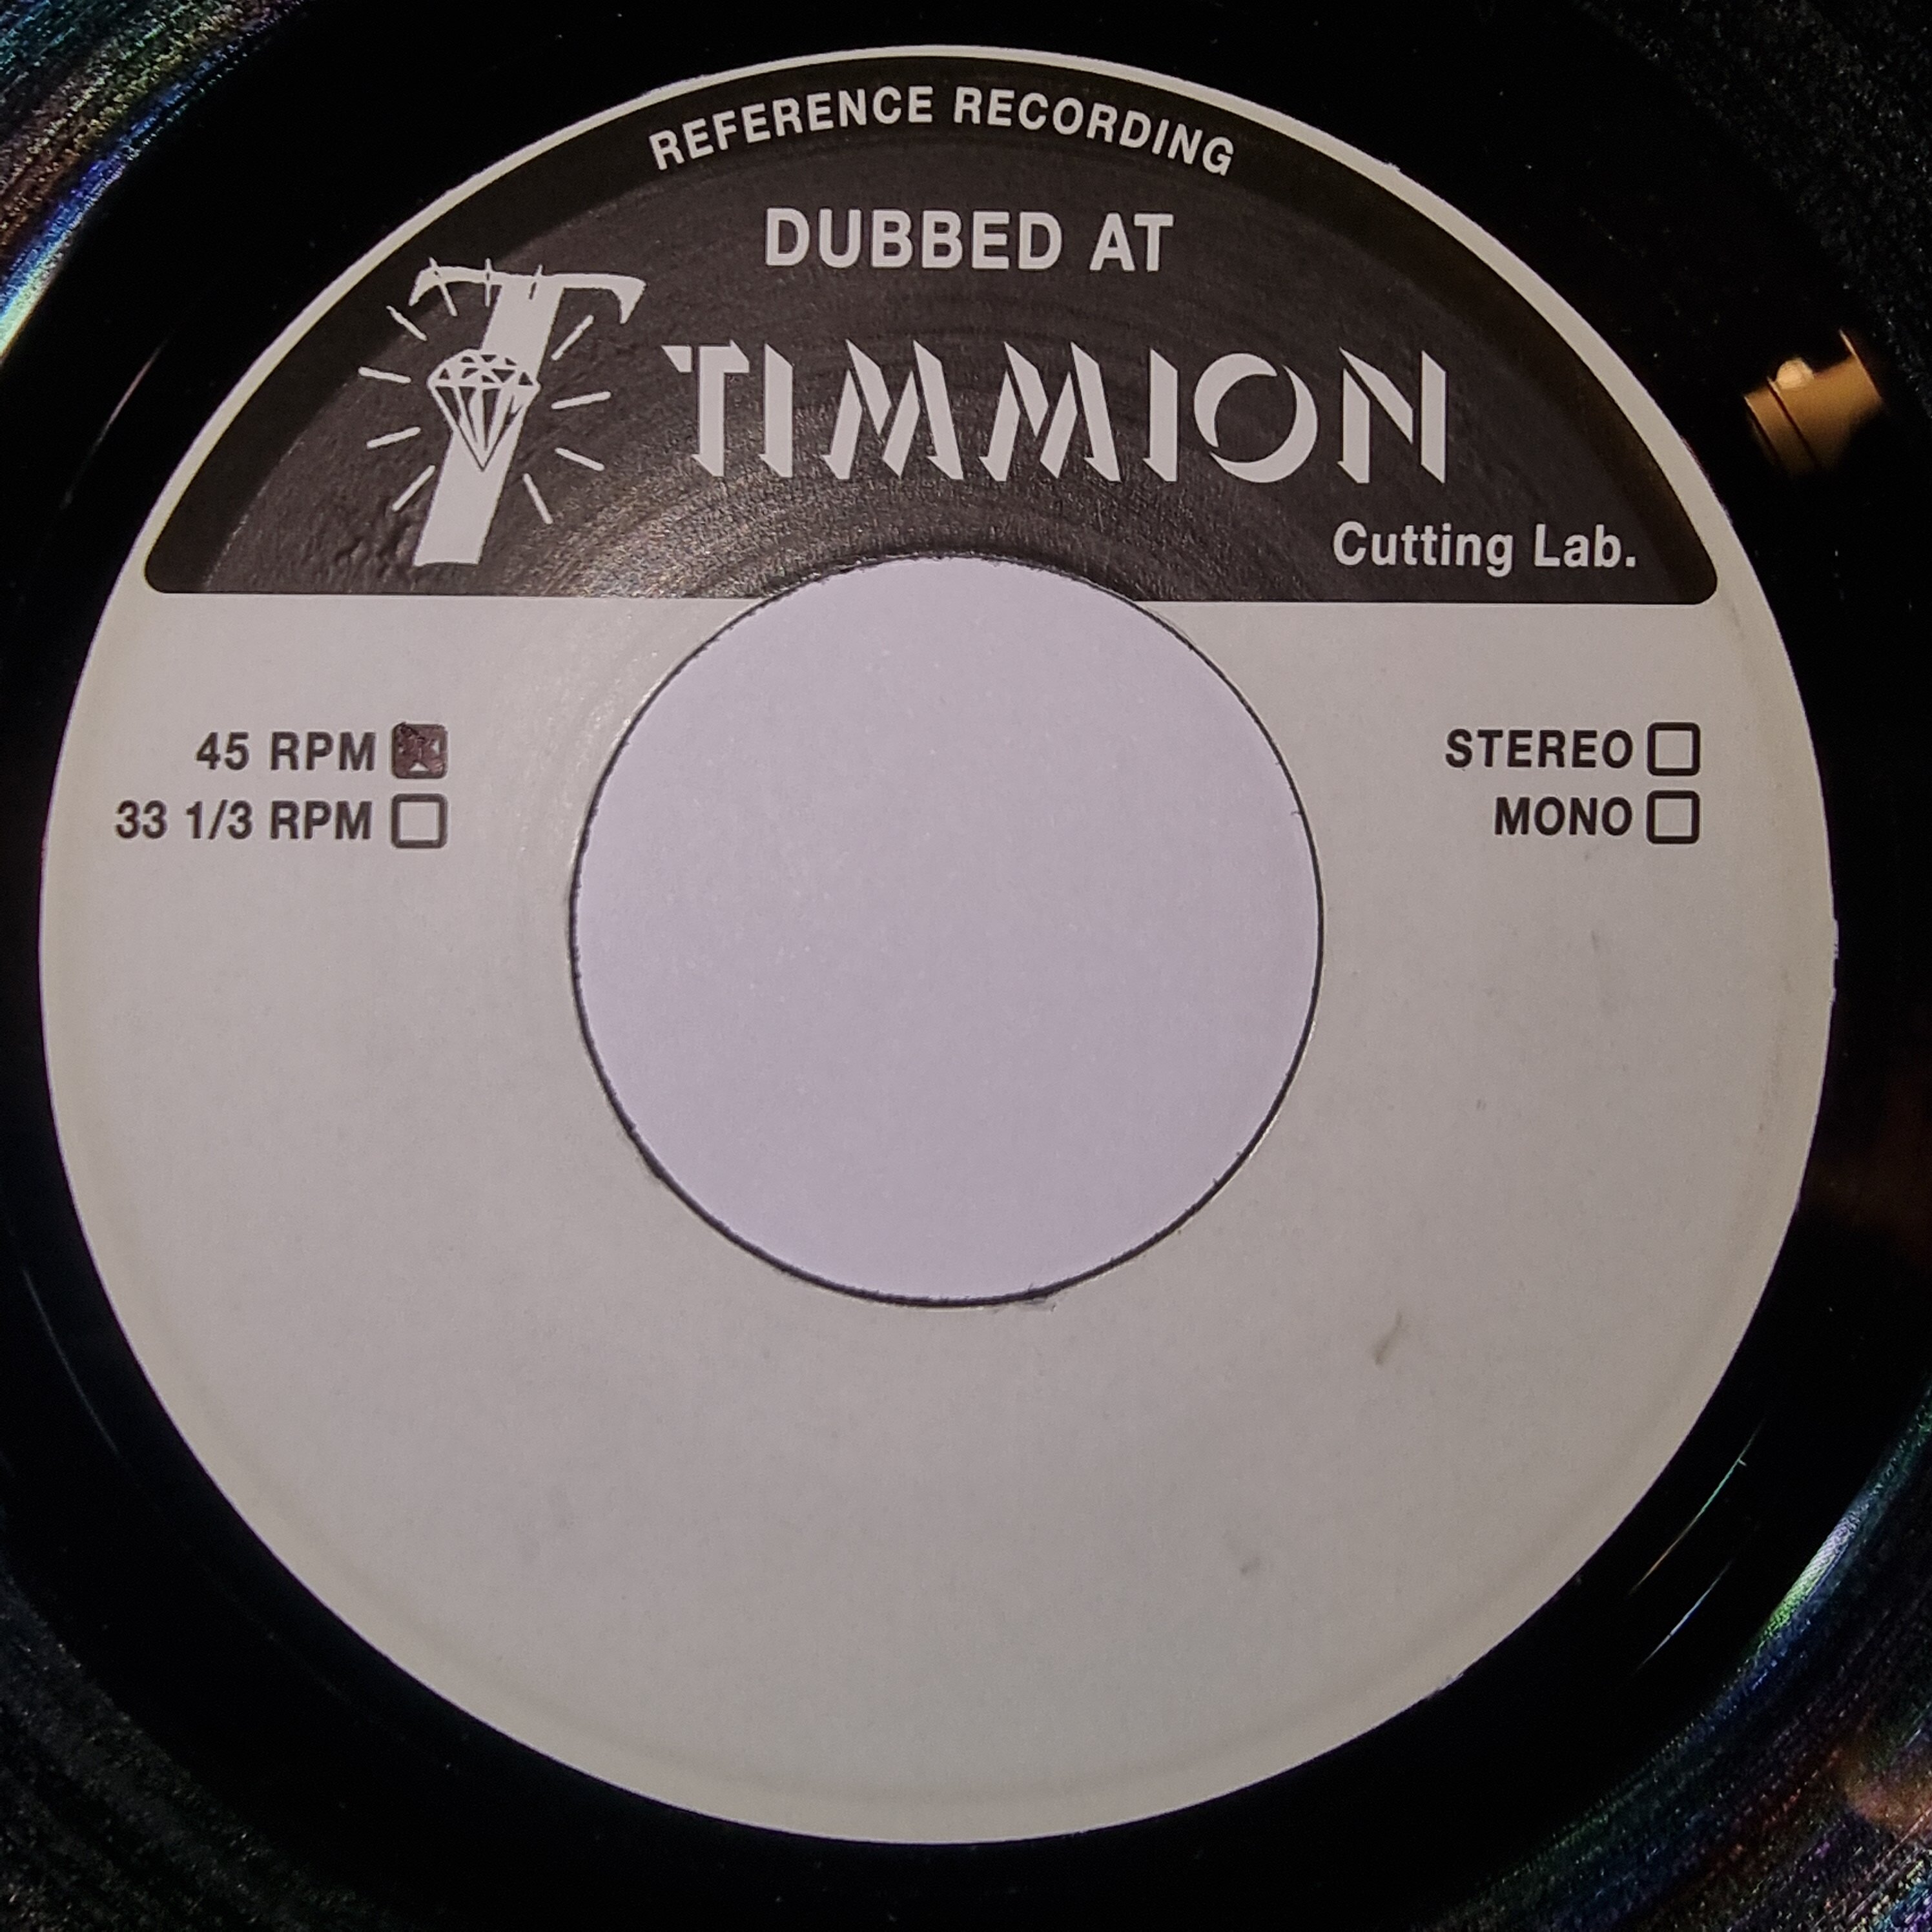 REFERENCE RECORDING
DUBBED AT
T TIMMION
Cutting Lab.
45 RPM
33 1/3 RPM
STEREO
MONO